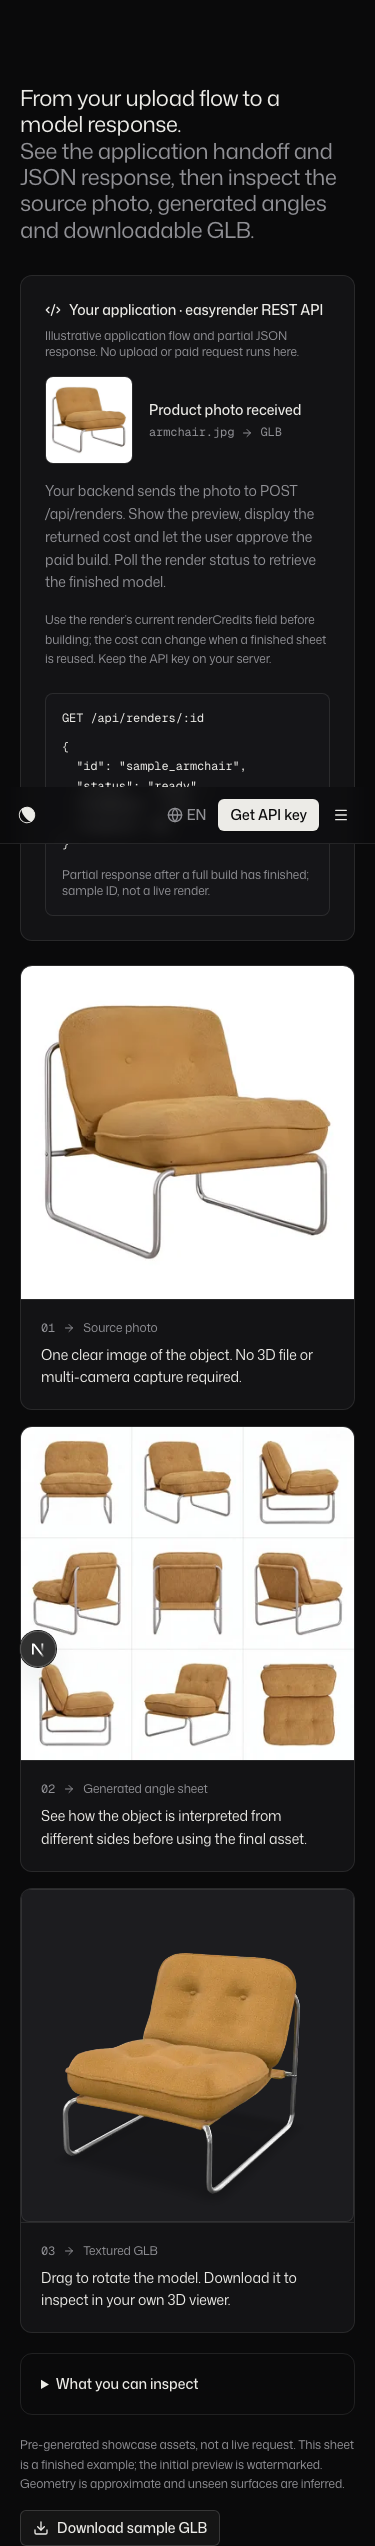 From your upload flow to a
model response.
See the application handoff and
JSON response, then inspect the
source photo, generated angles
and downloadable GLB.
Your application · easyrender REST API
Illustrative application flow and partial JSON
response. No upload or paid request runs here.
Product photo received
armchair.jpg → GLB
Your backend sends the photo to POST
/api/renders. Show the preview, display the
returned cost and let the user approve the
paid build. Poll the render status to retrieve
the finished model.
Use the render's current renderCredits field before
building; the cost can change when a finished sheet
is reused. Keep the API key on your server.
GET /api/renders/:id
{
"id": "sample_armchair",
"status": "ready",
EN
Get API key
}
Partial response after a full build has finished;
sample ID, not a live render.
01 → Source photo
One clear image of the object. No 3D file or
multi-camera capture required.
N
02 → Generated angle sheet
See how the object is interpreted from
different sides before using the final asset.
03 → Textured GLB
Drag to rotate the model. Download it to
inspect in your own 3D viewer.
What you can inspect
Pre-generated showcase assets, not a live request. This sheet
is a finished example; the initial preview is watermarked.
Geometry is approximate and unseen surfaces are inferred.
Download sample GLB